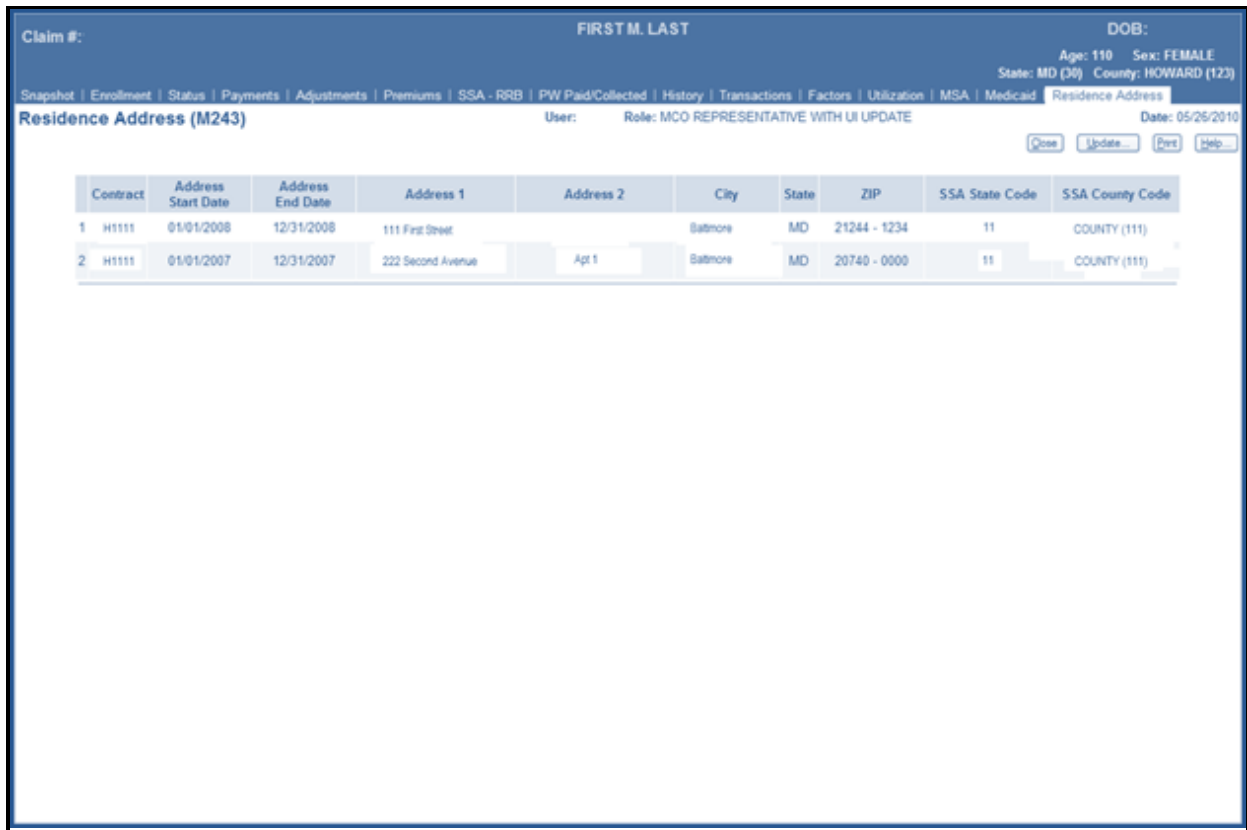 Claim #: FIRST M. LAST DOB:
Age: 110 Sex: FEMALE
State: MD (30) County: HOWARD (123)
Snapshot | Enrollment | Status | Payments | Adjustments | Premiums | SSA - RRB | PW Paid/Collected | History | Transactions | Factors | Utilization | MSA | Medicaid | Residence Address
Residence Address (M243) User: Role: MCO REPRESENTATIVE WITH UI UPDATE Date: 05/26/2010
Close Update... Print Help...
Contract Address Start Date Address End Date Address 1 Address 2 City State ZIP SSA State Code SSA County Code
1 H1111 01/01/2008 12/31/2008 111 First Street Baltmore MD 21244 - 1234 11 COUNTY (111)
2 H1111 01/01/2007 12/31/2007 222 Second Avenue Apt 1 Baltmore MD 20740 - 0000 11 COUNTY (111)